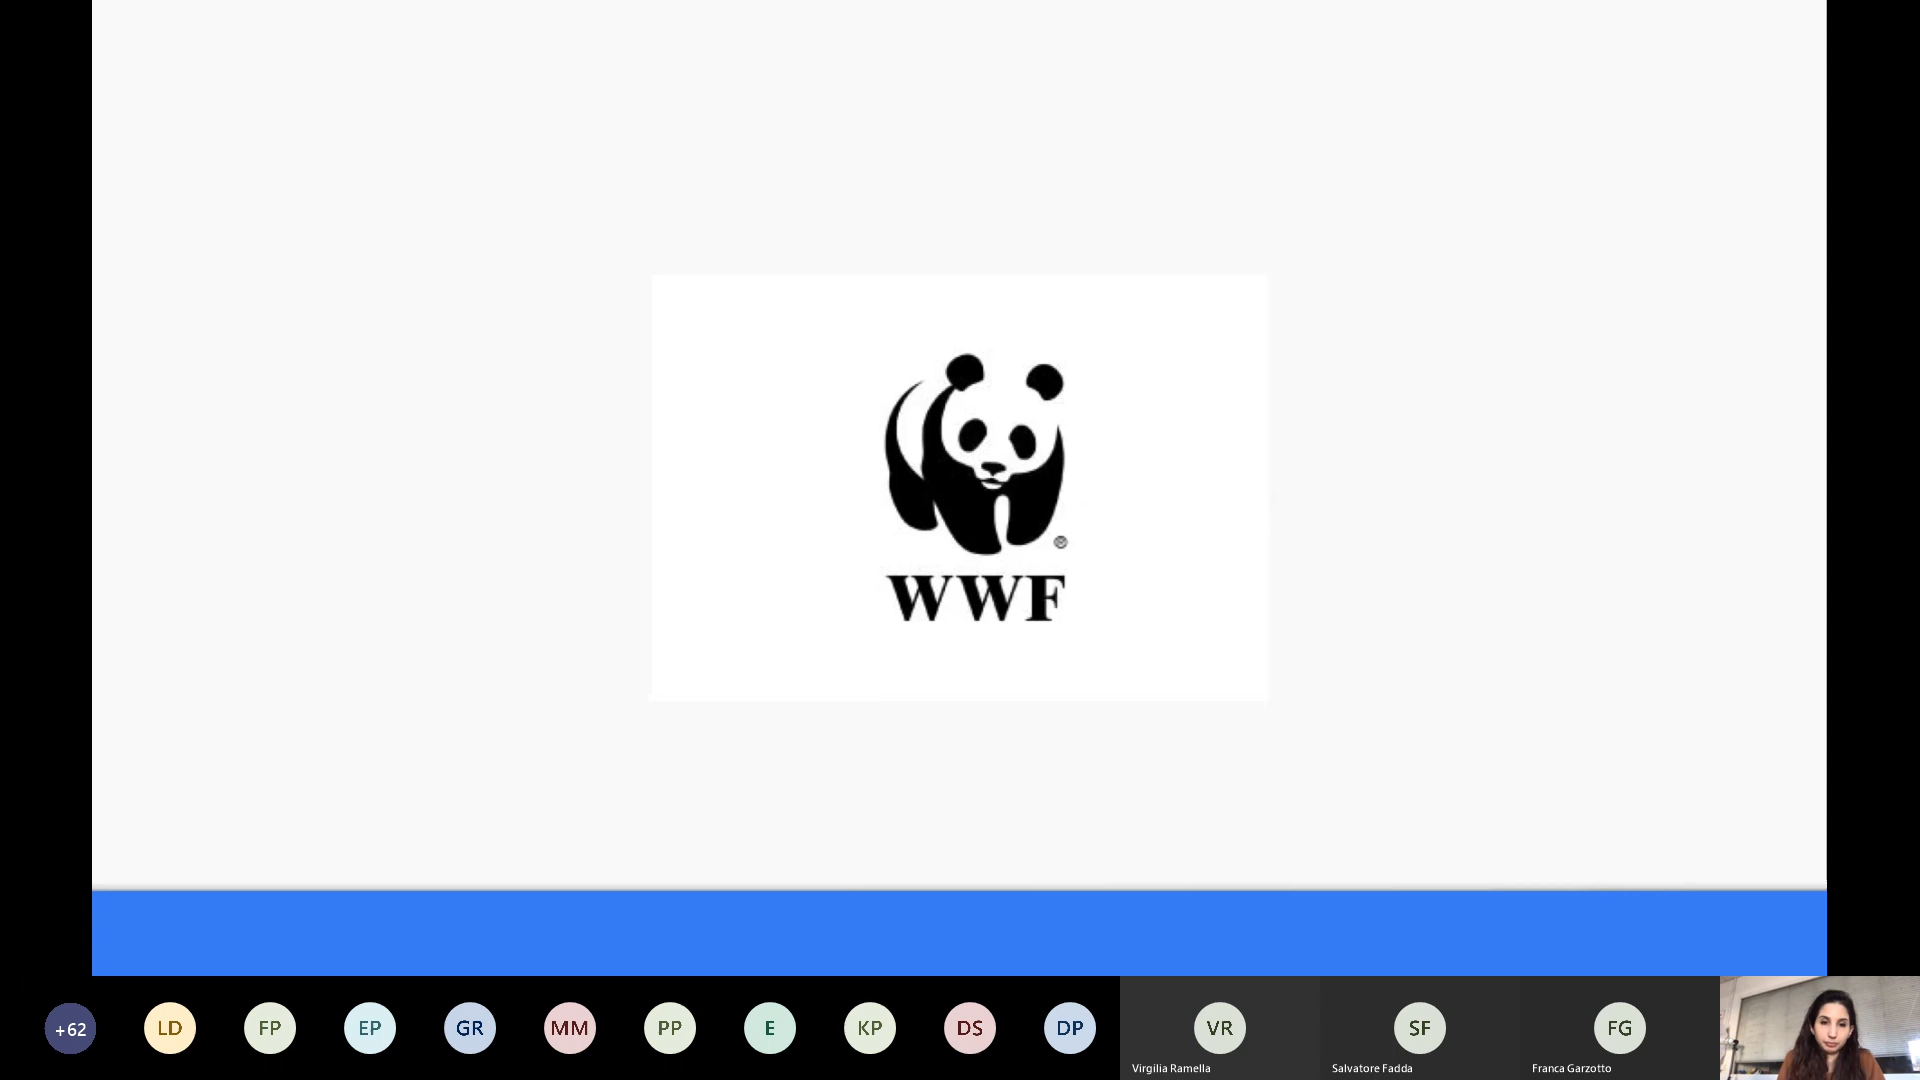 ®
WWF
+62
LD
FP
EP
GR
MM
PP
E
KP
DS
DP
VR
SF
FG
Virgilia Ramella
Salvatore Fadda
Franca Garzotto